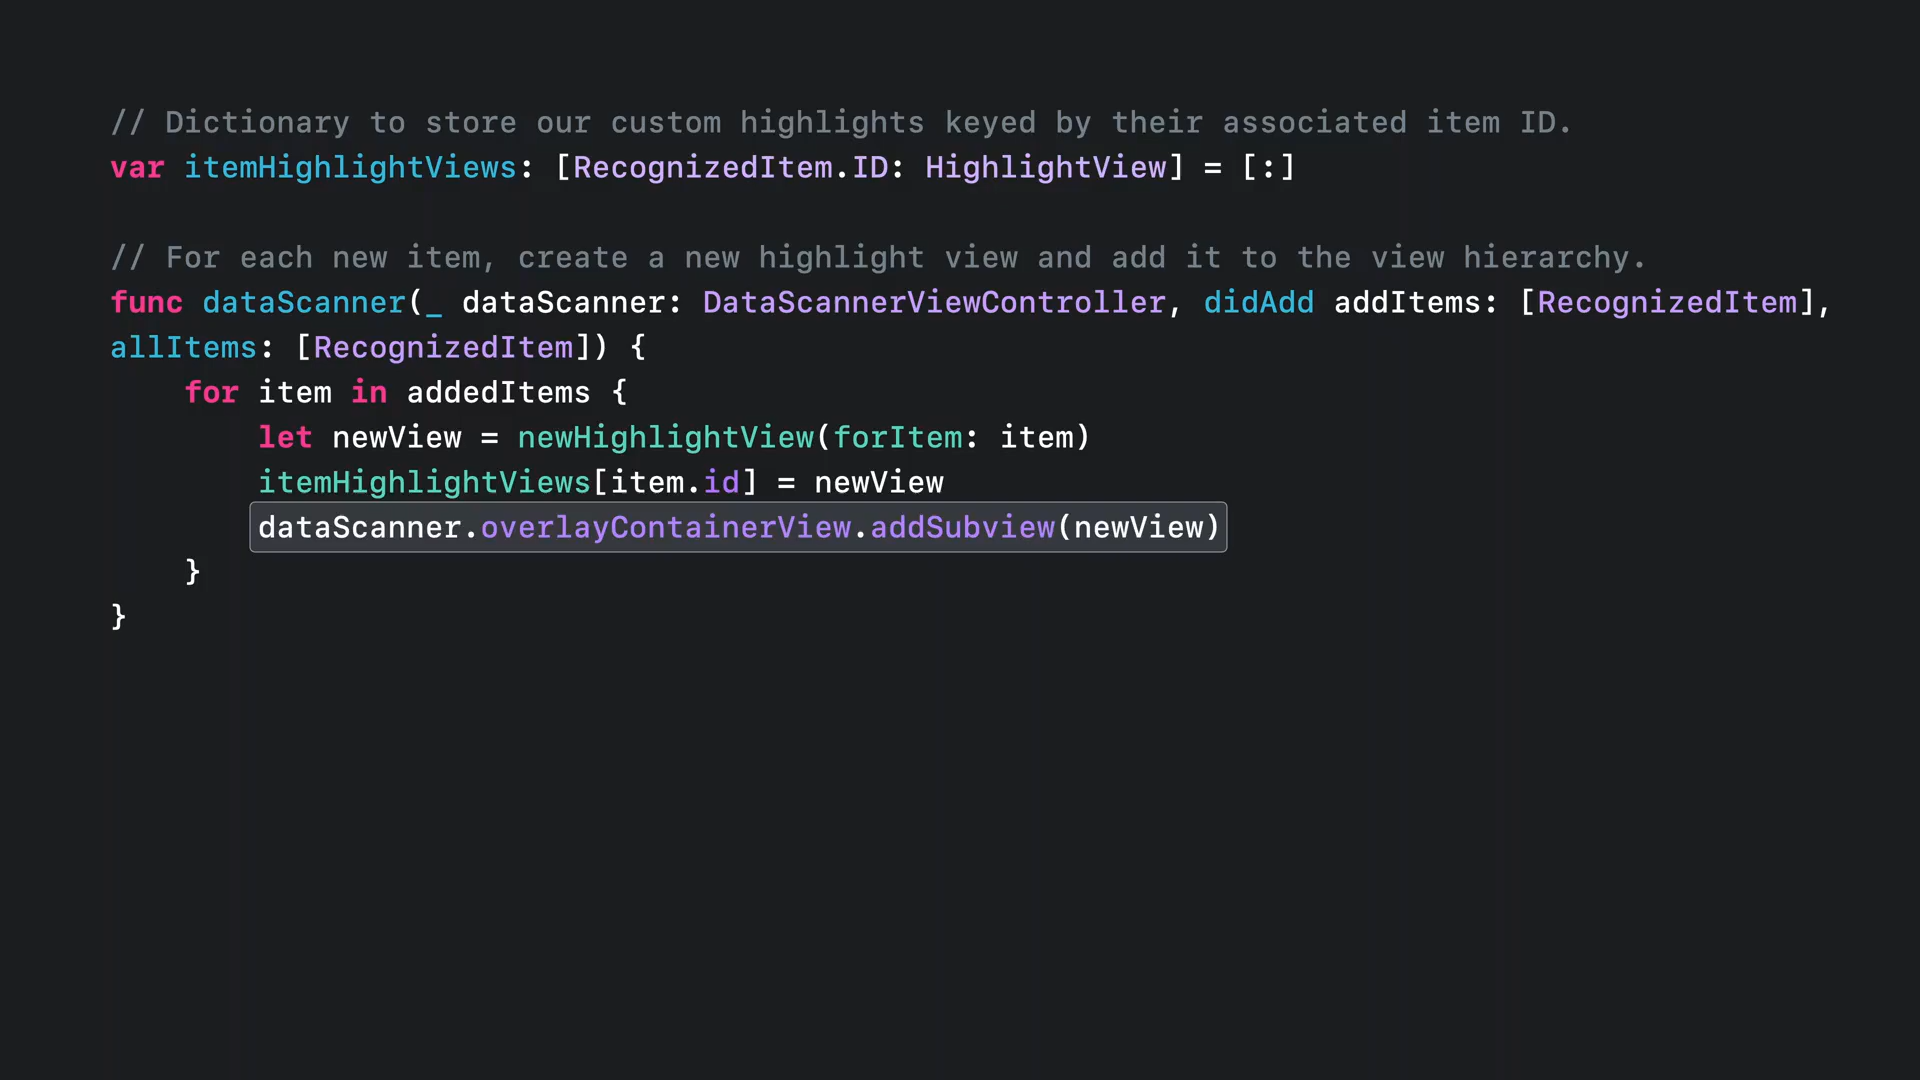 // Dictionary to store our custom highlights keyed by their associated item ID.
var itemHighlightViews: [RecognizedItem.ID: HighlightView] = [:]
// For each new item, create a new highlight view and add it to the view hierarchy.
func dataScanner(_ dataScanner: DataScannerViewController, didAdd addItems: [RecognizedItem],
allItems: [RecognizedItem]) {
for item in addedItems {
let newView = newHighlightView(forItem: item)
itemHighlightViews[item.id] = newView
dataScanner.overlayContainerView.addSubview(newView)
}
}